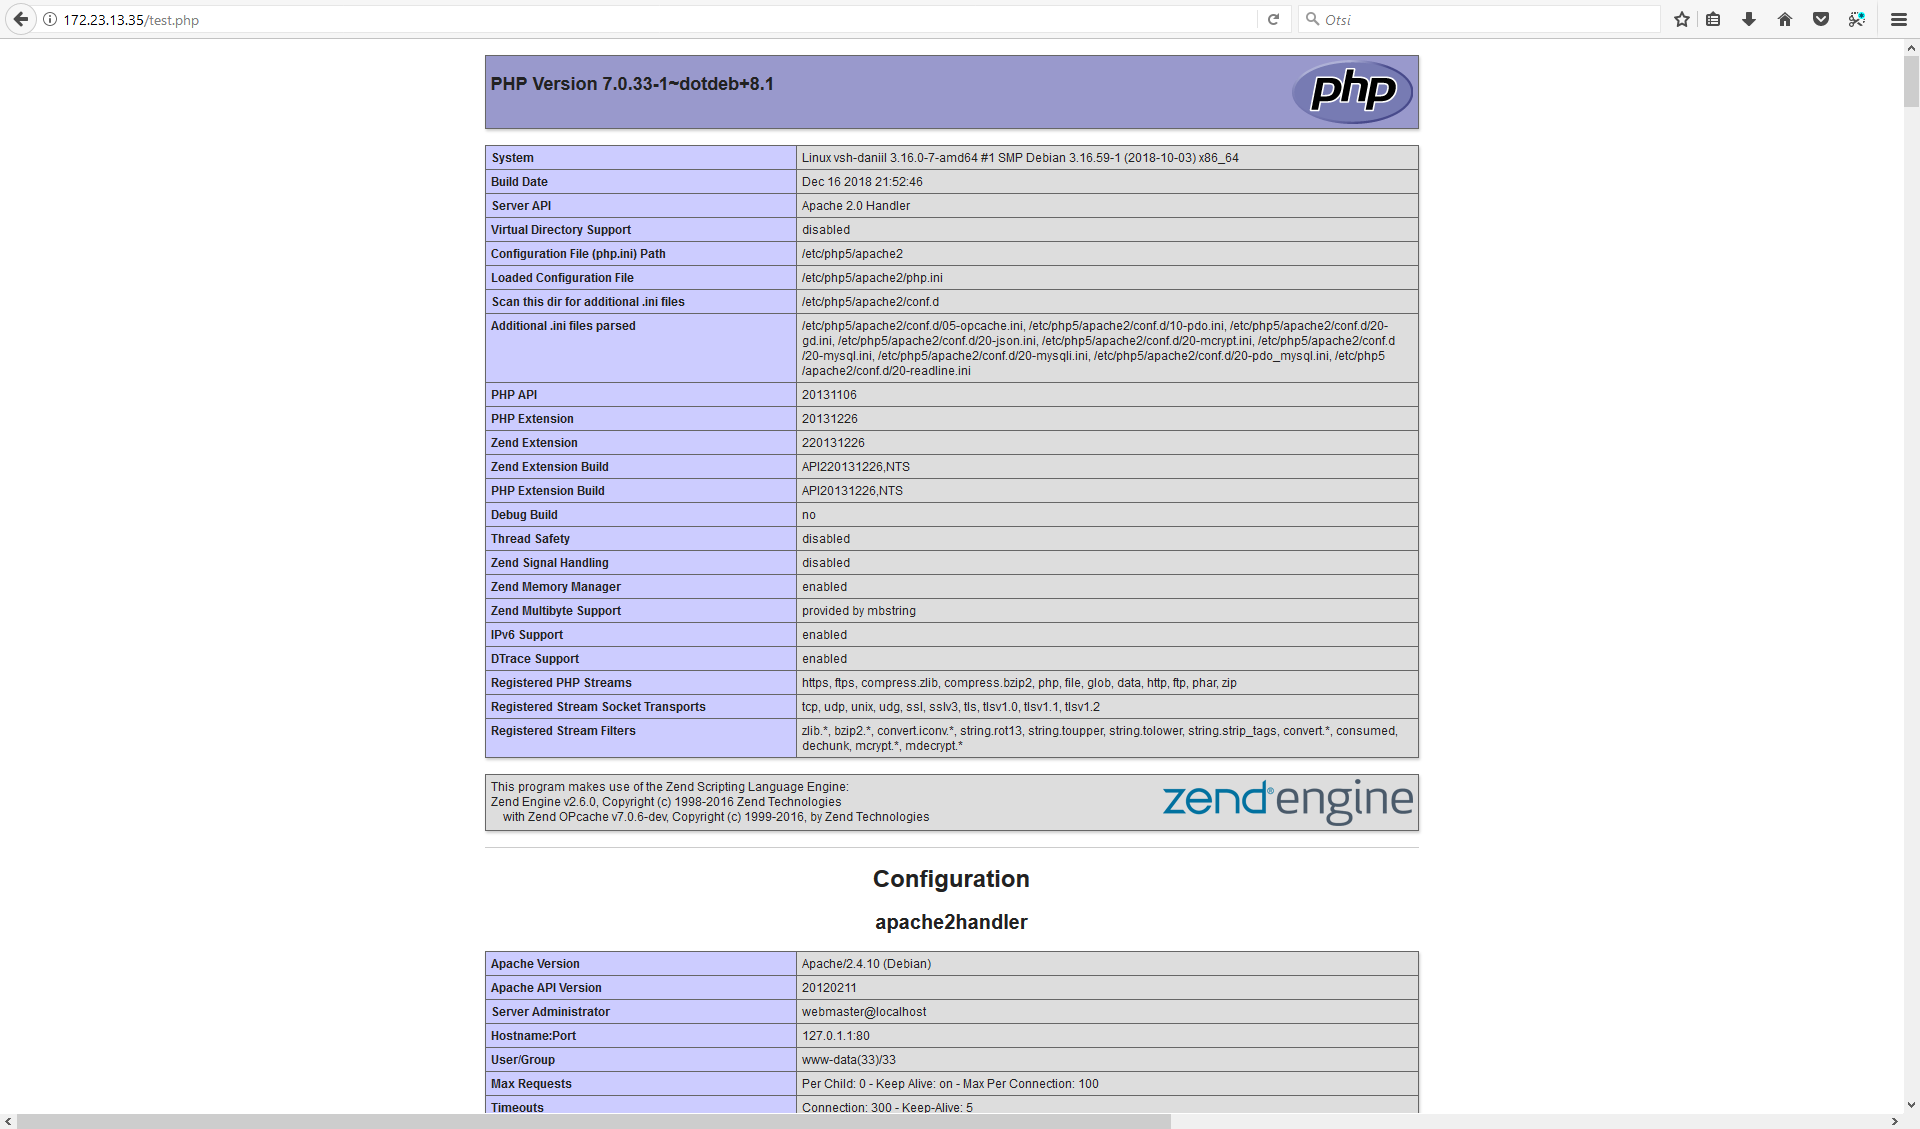 172.23.13.35/test.php
Otsi
PHP Version 7.0.33-1~dotdeb+8.1
php
System Linux vsh-daniil 3.16.0-7-amd64 #1 SMP Debian 3.16.59-1 (2018-10-03) x86_64
Build Date Dec 16 2018 21:52:46
Server API Apache 2.0 Handler
Virtual Directory Support disabled
Configuration File (php.ini) Path /etc/php5/apache2
Loaded Configuration File /etc/php5/apache2/php.ini
Scan this dir for additional .ini files /etc/php5/apache2/conf.d
Additional .ini files parsed /etc/php5/apache2/conf.d/05-opcache.ini, /etc/php5/apache2/conf.d/10-pdo.ini, /etc/php5/apache2/conf.d/20-
gd.ini, /etc/php5/apache2/conf.d/20-json.ini, /etc/php5/apache2/conf.d/20-mcrypt.ini, /etc/php5/apache2/conf.d
/20-mysql.ini, /etc/php5/apache2/conf.d/20-mysqli.ini, /etc/php5/apache2/conf.d/20-pdo_mysql.ini, /etc/php5
/apache2/conf.d/20-readline.ini
PHP API 20131106
PHP Extension 20131226
Zend Extension 220131226
Zend Extension Build API220131226,NTS
PHP Extension Build API20131226,NTS
Debug Build no
Thread Safety disabled
Zend Signal Handling disabled
Zend Memory Manager enabled
Zend Multibyte Support provided by mbstring
IPv6 Support enabled
DTrace Support enabled
Registered PHP Streams https, ftps, compress.zlib, compress.bzip2, php, file, glob, data, http, ftp, phar, zip
Registered Stream Socket Transports tcp, udp, unix, udg, ssl, sslv3, tls, tlsv1.0, tlsv1.1, tlsv1.2
Registered Stream Filters zlib.*, bzip2.*, convert.iconv.*, string.rot13, string.toupper, string.tolower, string.strip_tags, convert.*, consumed,
dechunk, mcrypt.*, mdecrypt.*
This program makes use of the Zend Scripting Language Engine:
Zend Engine v2.6.0, Copyright (c) 1998-2016 Zend Technologies
with Zend OPcache v7.0.6-dev, Copyright (c) 1999-2016, by Zend Technologies
zend® engine
Configuration
apache2handler
Apache Version Apache/2.4.10 (Debian)
Apache API Version 20120211
Server Administrator webmaster@localhost
Hostname:Port 127.0.1.1:80
User/Group www-data(33)/33
Max Requests Per Child: 0 - Keep Alive: on - Max Per Connection: 100
Timeouts Connection: 300 - Keep-Alive: 5